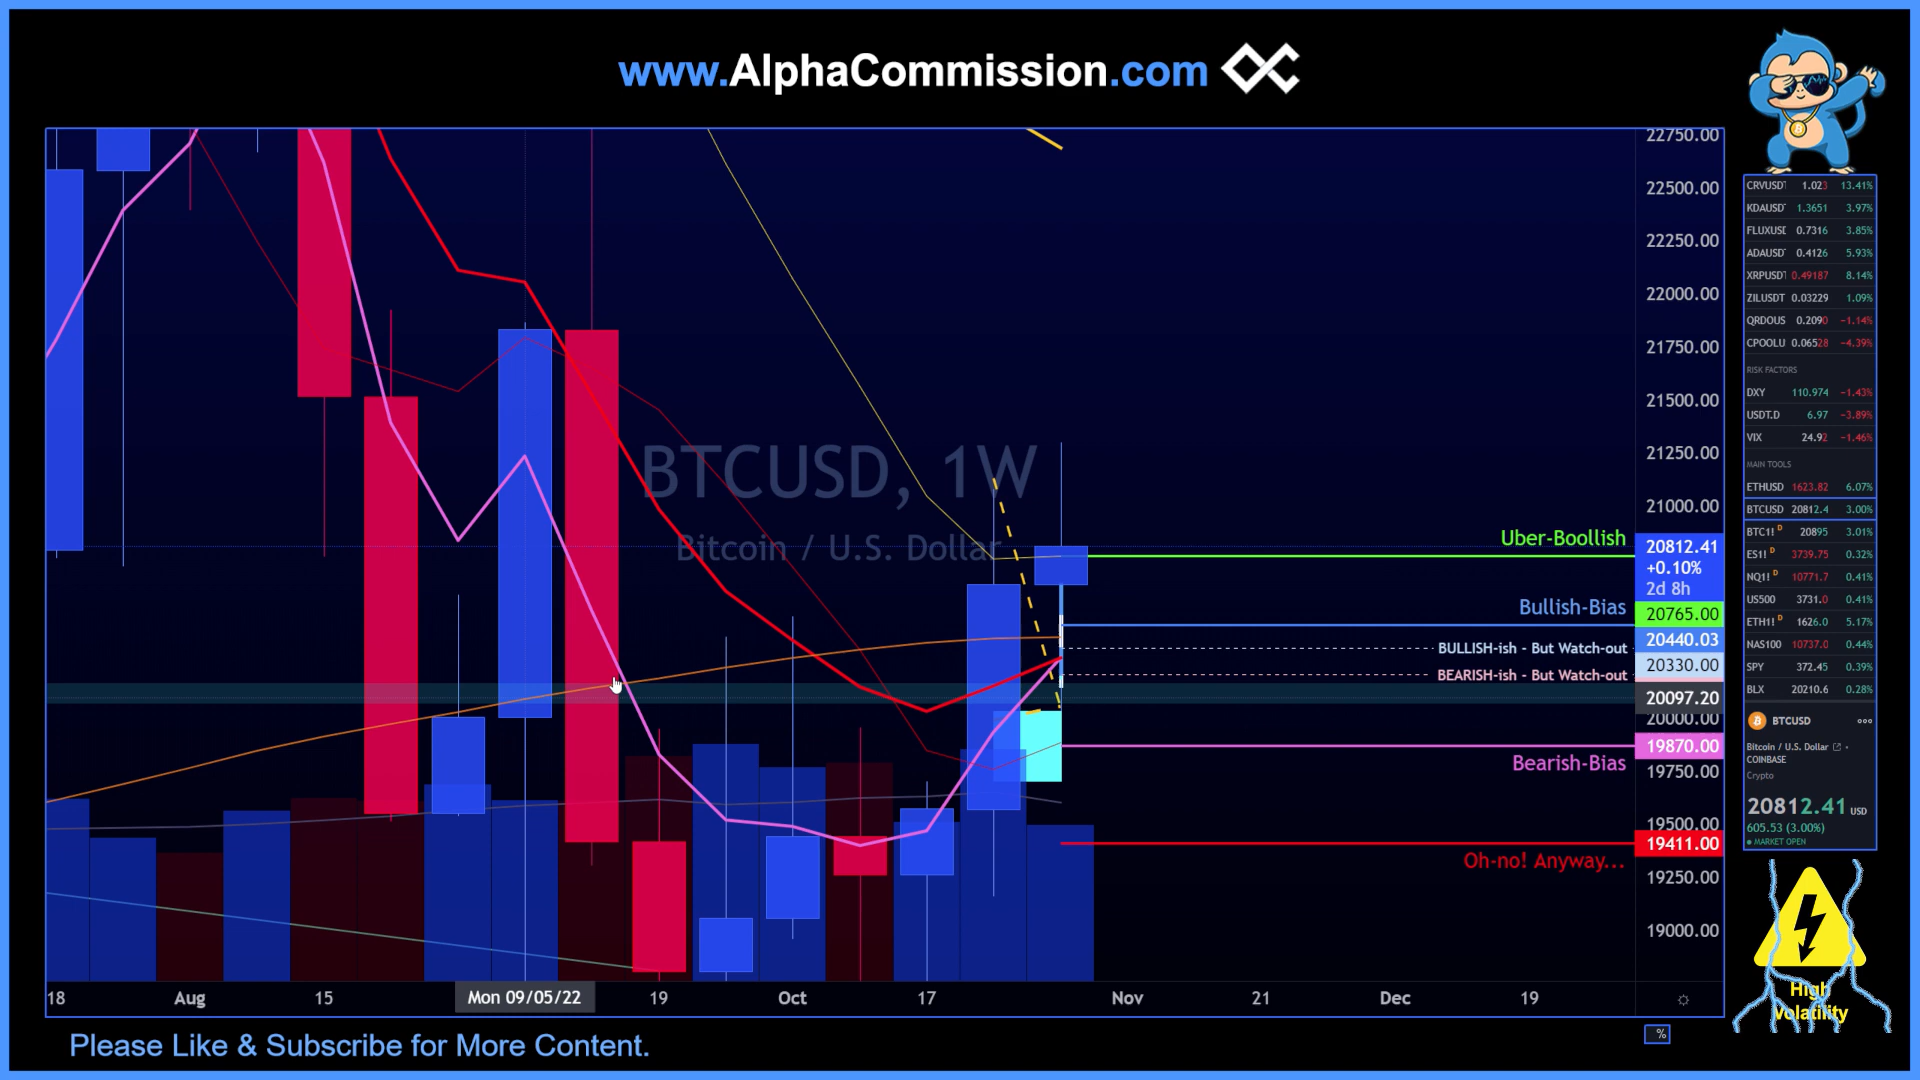 www.AlphaCommission.com
BTCUSD, 1W
Bitcoin / U.S. Dollar
Uber-Boollish
Bullish-Bias
BULLISH-ish - But Watch-out
BEARISH-ish - But Watch-out
Bearish-Bias
Oh-no! Anyway...
22750.00
22500.00
22250.00
22000.00
21750.00
21500.00
21250.00
21000.00
20812.41
+0.10%
2d 8h
20765.00
20440.03
20330.00
20097.20
20000.00
19870.00
19750.00
19500.00
19411.00
19250.00
19000.00
18 Aug 15 Mon 09/05/22 19 Oct 17 Nov 21 Dec 19
CRVUSDT 1.023 13.41%
KDAUSDT 1.3651 3.97%
FLUXUSD 0.7316 3.85%
ADAUSDT 0.4126 5.93%
XRPUSDT 0.49187 8.14%
ZILUSDT 0.03229 1.09%
QRDOUS 0.2090 -1.14%
CPOOLU 0.06528 -4.39%
RISK FACTORS
DXY 110.974 -1.43%
USDT.D 6.97 -3.89%
VIX 24.92 -1.46%
MAIN TOOLS
ETHUSD 1623.82 6.07%
BTCUSD 20812.4 3.00%
BTC1! D 20895 3.01%
ES1! D 3739.75 0.32%
NQ1! D 10771.7 0.41%
US500 3731.0 0.41%
ETH1! D 1626.0 5.17%
NAS100 10737.0 0.44%
SPY 372.45 0.39%
BLX 20210.6 0.28%
BTCUSD
Bitcoin / U.S. Dollar
COINBASE
Crypto
20812.41 USD
605.53 (3.00%)
MARKET OPEN
High
Volatility
%
Please Like & Subscribe for More Content.